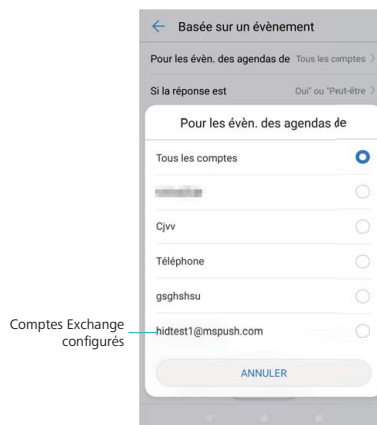 Basée sur un évènement
Pour les évèn. des agendas de Tous les comptes
Si la réponse est Oui" ou "Peut-être
Pour les évèn. des agendas de
Tous les comptes
Cjvv
Téléphone
gsghshsu
Comptes Exchange
configurés
hidtest1@mspush.com
ANNULER